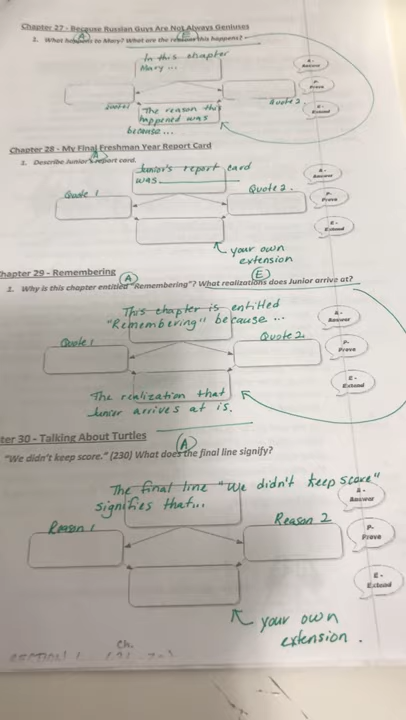 Chapter 27 - Because Russian Guys Are Not Always Geniuses
(A) (E)
1. What happens to Mary? What are the reasons this happens?
In this chapter
Mary ...
A -
Answer
P -
Prove
Quote 2.
The reason this
happened was
because ...
E -
Extend
Chapter 28 - My Final Freshman Year Report Card
(A)
1. Describe Junior's report card.
Junior's report card
was
A -
Answer
Quote 1
Quote 2.
P -
Prove
E -
Extend
your own
extension
hapter 29 - Remembering
(A) (E)
1. Why is this chapter entitled "Remembering"? What realizations does Junior arrive at?
This chapter is entitled
"Remembering" because ...
A -
Answer
Quote 1
Quote 2.
P -
Prove
The realization that
Junior arrives at is.
E -
Extend
ter 30 - Talking About Turtles
(A)
"We didn't keep score." (230) What does the final line signify?
The final line "We didn't keep score"
signifies that...
A -
Answer
Reason 1
Reason 2
P-
Prove
E -
Extend
your own
extension.
Ch.